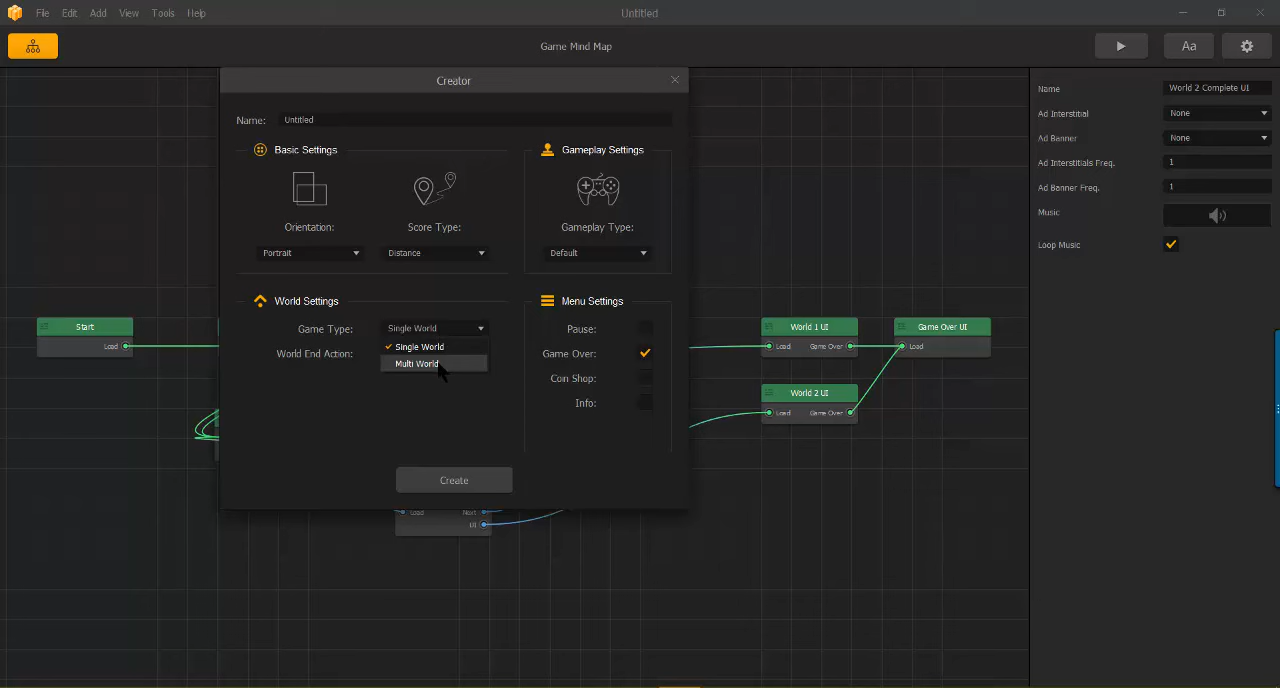 File Edit Add View Tools Help
Untitled
Game Mind Map
Aa
Creator
Name: Untitled
Basic Settings
Gameplay Settings
Orientation:
Score Type:
Gameplay Type:
Portrait
Distance
Default
World Settings
Menu Settings
Game Type: Single World
Single World
Multi World
World End Action:
Pause:
Game Over:
Coin Shop:
Info:
Create
Start
Load
World 1 UI
Load Game Over
Game Over UI
Load
World 2 UI
Load Game Over
Load Next
UI
Name World 2 Complete UI
Ad Interstitial None
Ad Banner None
Ad Interstitials Freq. 1
Ad Banner Freq. 1
Music
Loop Music